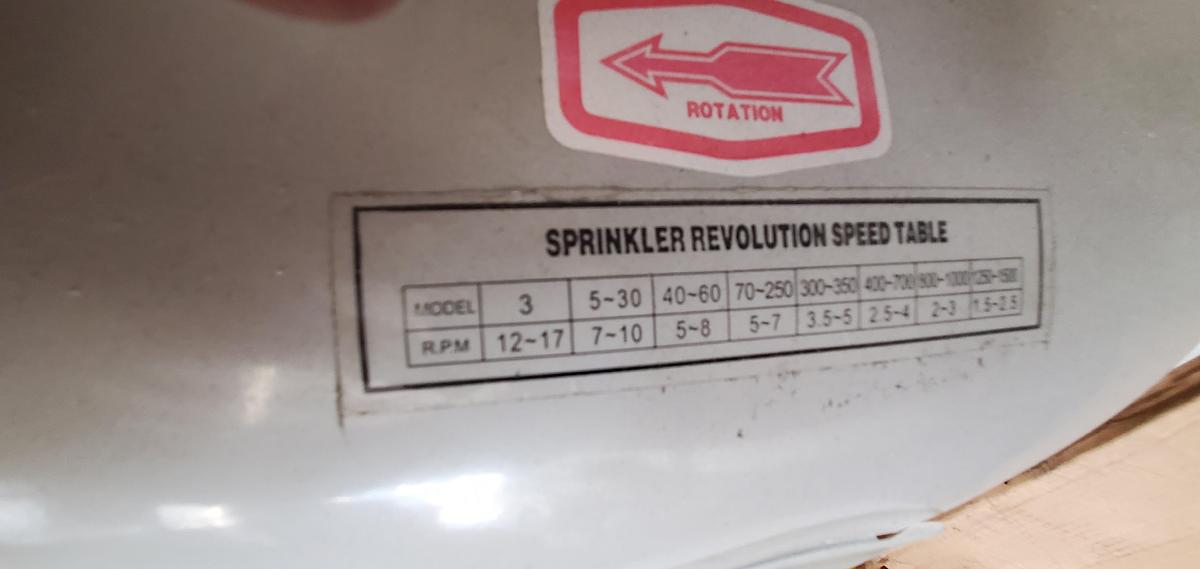 ROTATION
SPRINKLER REVOLUTION SPEED TABLE
MODEL 3 5~30 40~60 70~250 300~350 400~700 800~1000 1250~1500
R.P.M 12~17 7~10 5~8 5~7 3.5~5 2.5~4 2~3 1.5~2.5